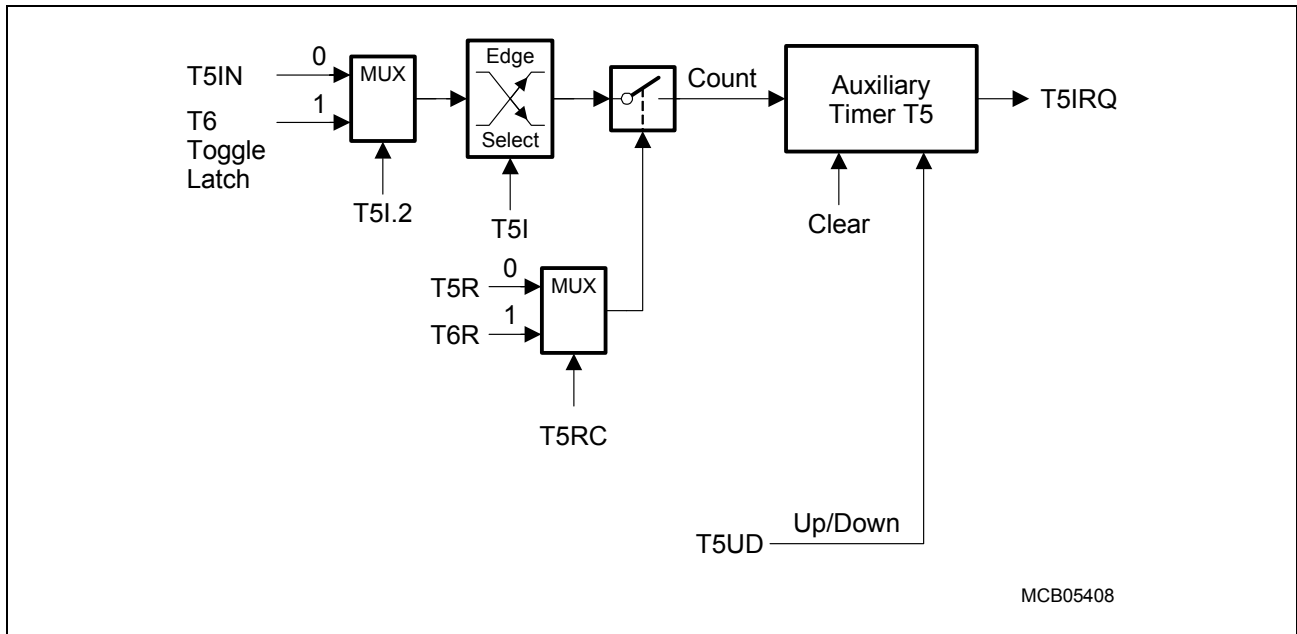 T5IN
0
MUX
T6
Toggle
Latch
1
T5I.2
Edge
Select
T5I
Count
Auxiliary
Timer T5
T5IRQ
Clear
T5R
0
MUX
T6R
1
T5RC
T5UD
Up/Down
MCB05408